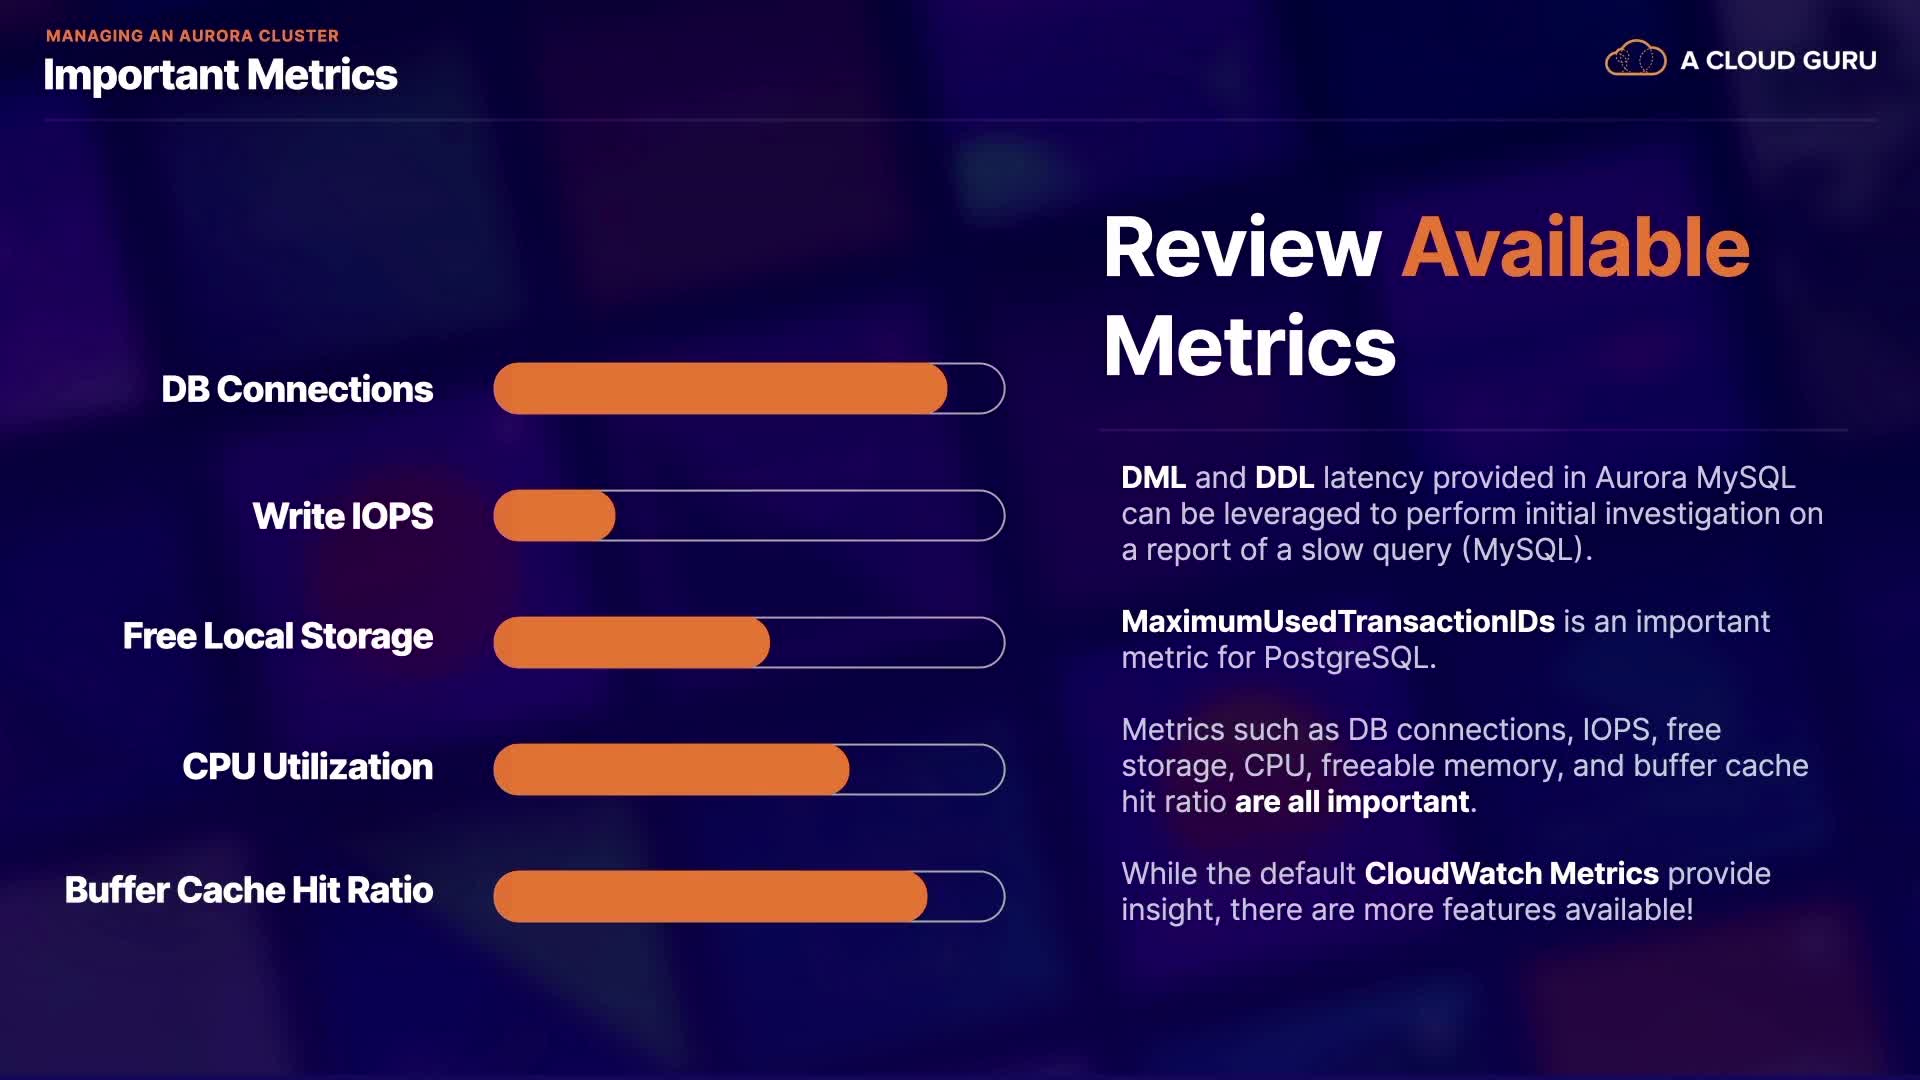 MANAGING AN AURORA CLUSTER
Important Metrics
A CLOUD GURU
DB Connections
Write IOPS
Free Local Storage
CPU Utilization
Buffer Cache Hit Ratio
Review Available
Metrics
DML and DDL latency provided in Aurora MySQL
can be leveraged to perform initial investigation on
a report of a slow query (MySQL).
MaximumUsedTransactionIDs is an important
metric for PostgreSQL.
Metrics such as DB connections, IOPS, free
storage, CPU, freeable memory, and buffer cache
hit ratio are all important.
While the default CloudWatch Metrics provide
insight, there are more features available!